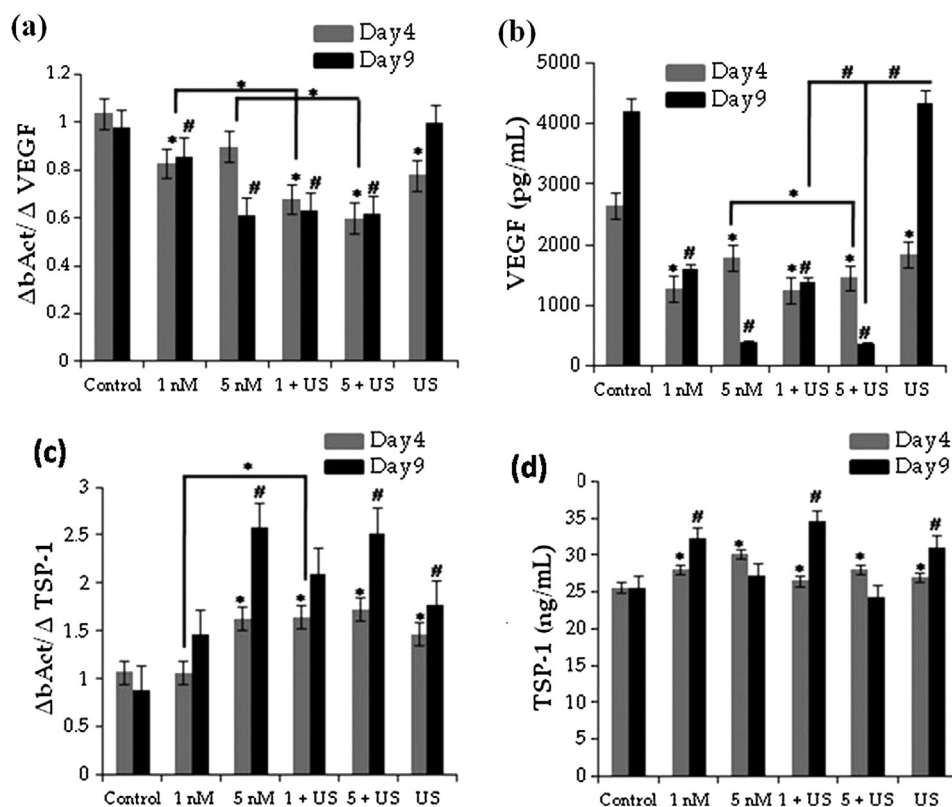 (a)
Day4
Day9
1.2
1
0.8
0.6
0.4
0.2
0
ΔbAct/Δ VEGF
* #
#
* #
* #
*
*
*
Control 1 nM 5 nM 1 + US 5 + US US
(b)
Day4
Day9
5000
4000
3000
2000
1000
0
VEGF (pg/mL)
# #
*
* #
*
#
* #
*
#
*
Control 1 nM 5 nM 1 + US 5 + US US
(c)
Day4
Day9
3
2.5
2
1.5
1
0.5
0
ΔbAct/Δ TSP-1
*
* #
*
* #
* #
Control 1 nM 5 nM 1 + US 5 + US US
(d)
Day4
Day9
0
35
30
25
20
15
10
5
0
TSP-1 (ng/mL)
* #
*
* #
*
* #
Control 1 nM 5 nM 1 + US 5 + US US